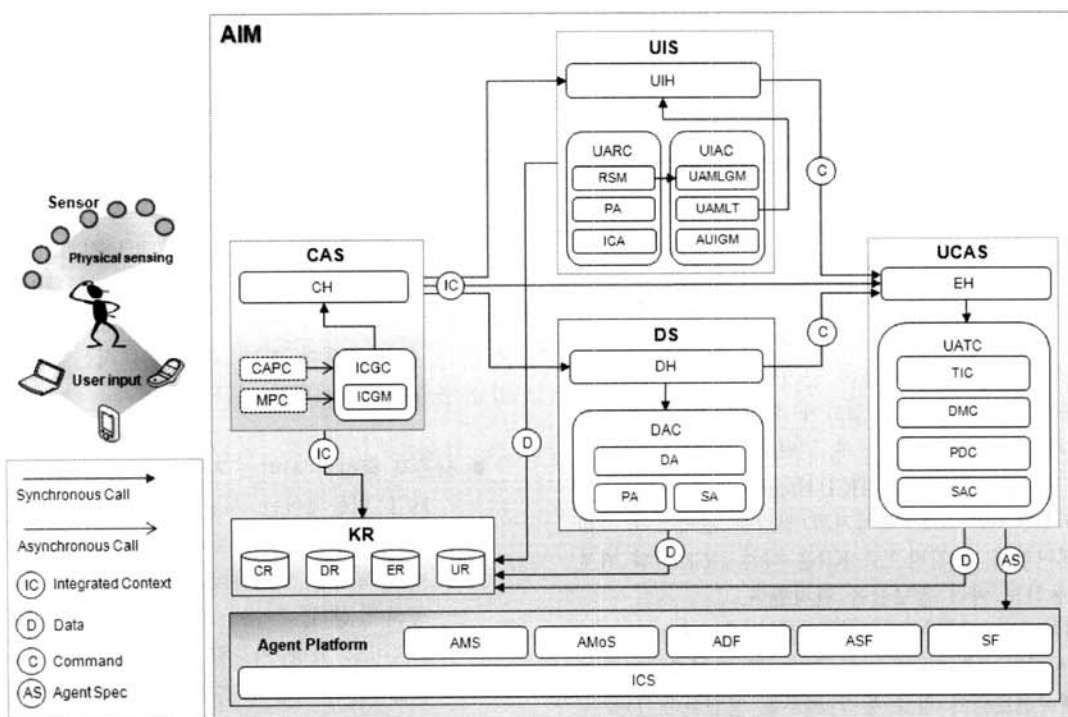 AIM
Sensor
Physical sensing
User input
Synchronous Call
Asynchronous Call
IC Integrated Context
D Data
C Command
AS Agent Spec
UIS
UIH
UARC
RSM
PA
ICA
UIAC
UAMLGM
UAMLT
AUIGM
C
CAS
CH
CAPC
MPC
ICGC
ICGM
IC
IC
D
DS
DH
DAC
DA
PA
SA
D
C
UCAS
EH
UATC
TIC
DMC
PDC
SAC
D
AS
KR
CR
DR
ER
UR
Agent Platform
AMS
AMoS
ADF
ASF
SF
ICS